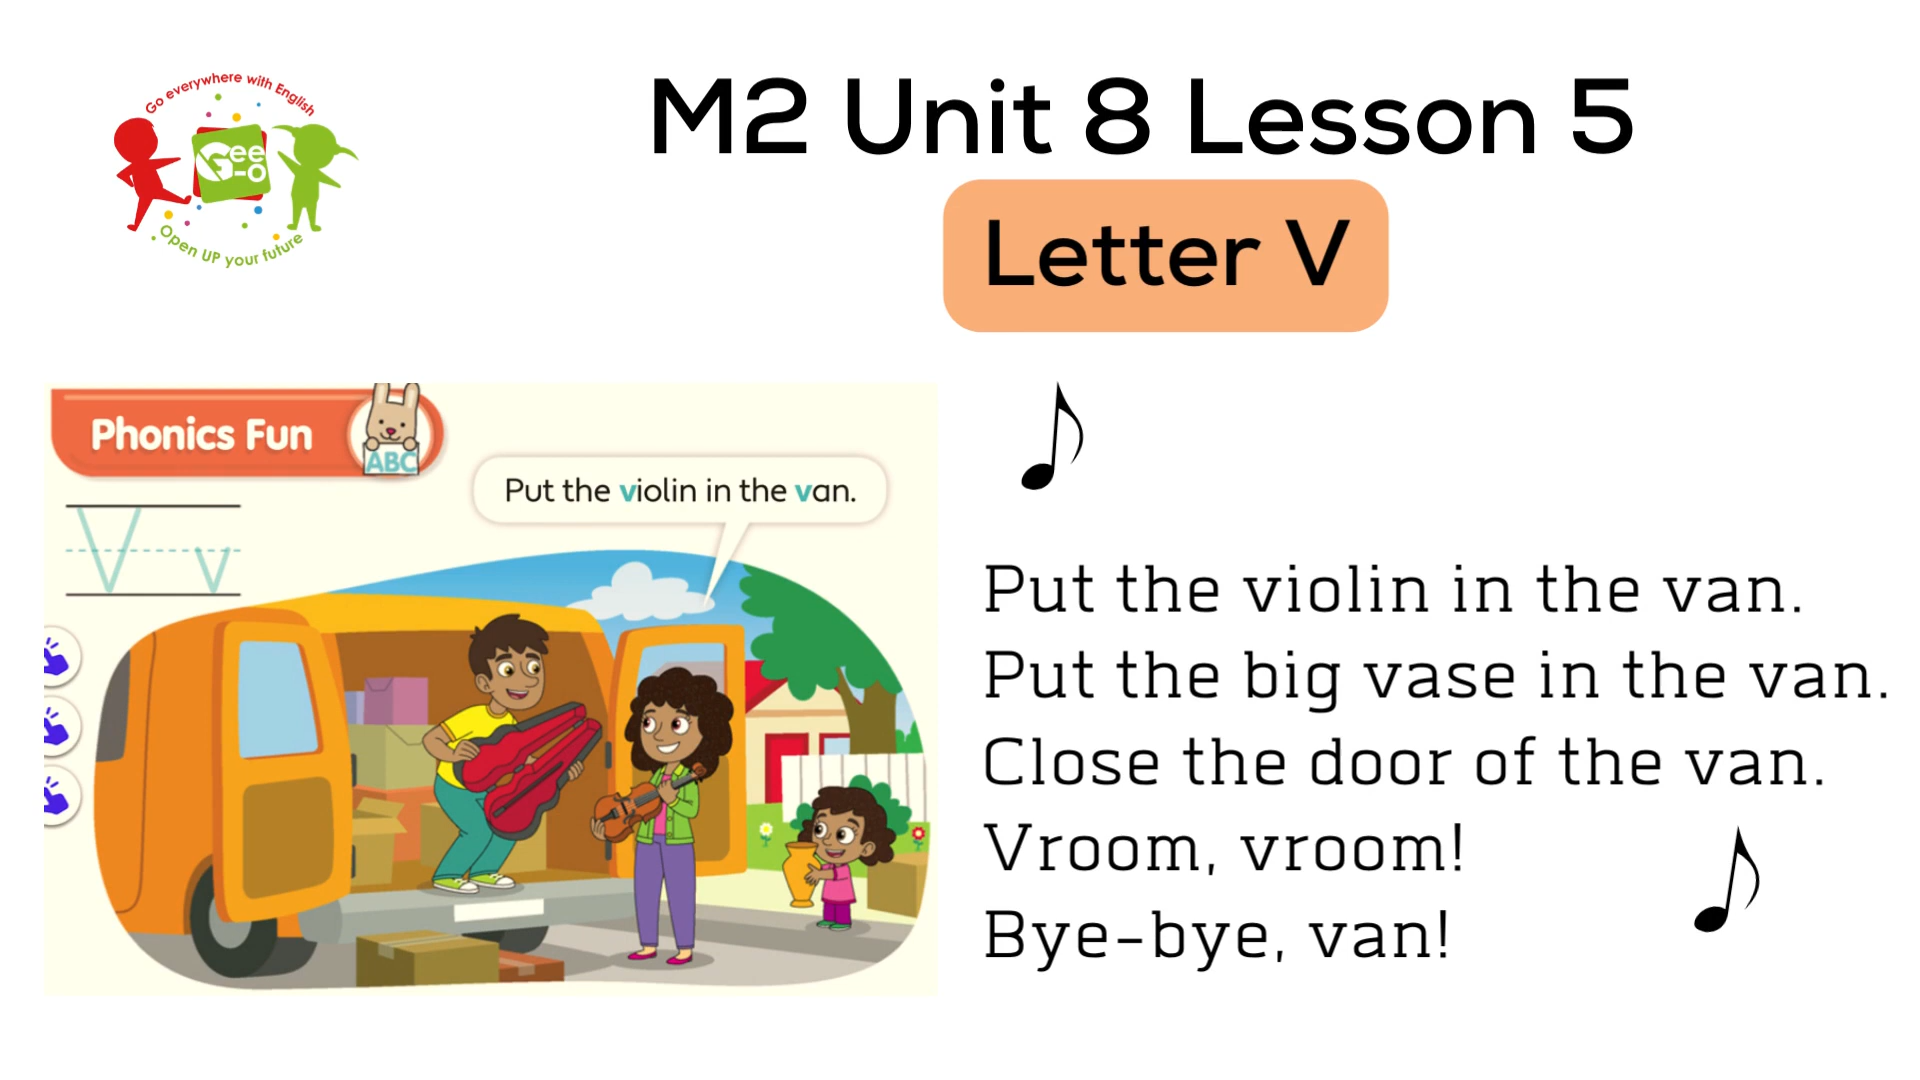 Go everywhere with English
Gee
-o
Open UP your future
M2 Unit 8 Lesson 5
Letter V
Phonics Fun
ABC
Put the violin in the van.
V v
Put the violin in the van.
Put the big vase in the van.
Close the door of the van.
Vroom, vroom!
Bye-bye, van!